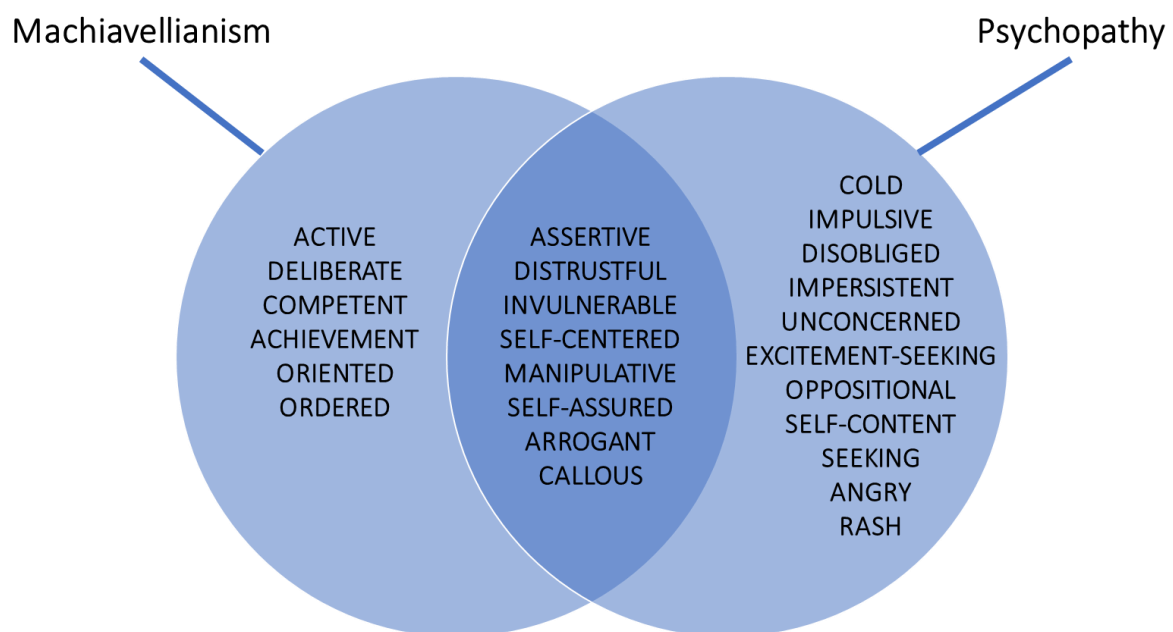 Machiavellianism
Psychopathy
ACTIVE
DELIBERATE
COMPETENT
ACHIEVEMENT
ORIENTED
ORDERED
ASSERTIVE
DISTRUSTFUL
INVULNERABLE
SELF-CENTERED
MANIPULATIVE
SELF-ASSURED
ARROGANT
CALLOUS
COLD
IMPULSIVE
DISOBLIGED
IMPERSISTENT
UNCONCERNED
EXCITEMENT-SEEKING
OPPOSITIONAL
SELF-CONTENT
SEEKING
ANGRY
RASH